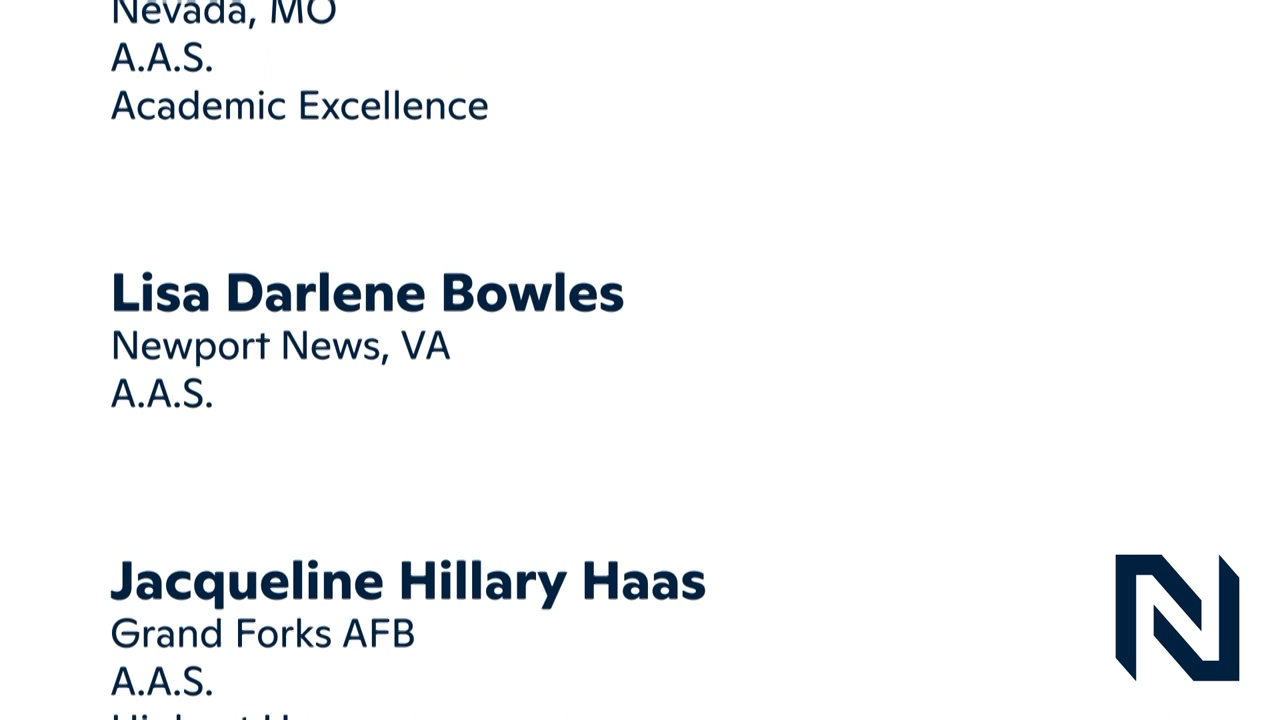 Nevada, MO
A.A.S.
Academic Excellence
Lisa Darlene Bowles
Newport News, VA
A.A.S.
Jacqueline Hillary Haas
Grand Forks AFB
A.A.S.
N